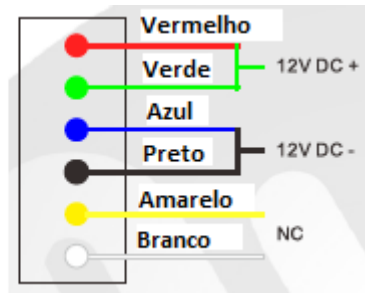 Vermelho
Verde
12V DC +
Azul
Preto
12V DC -
Amarelo
Branco
NC